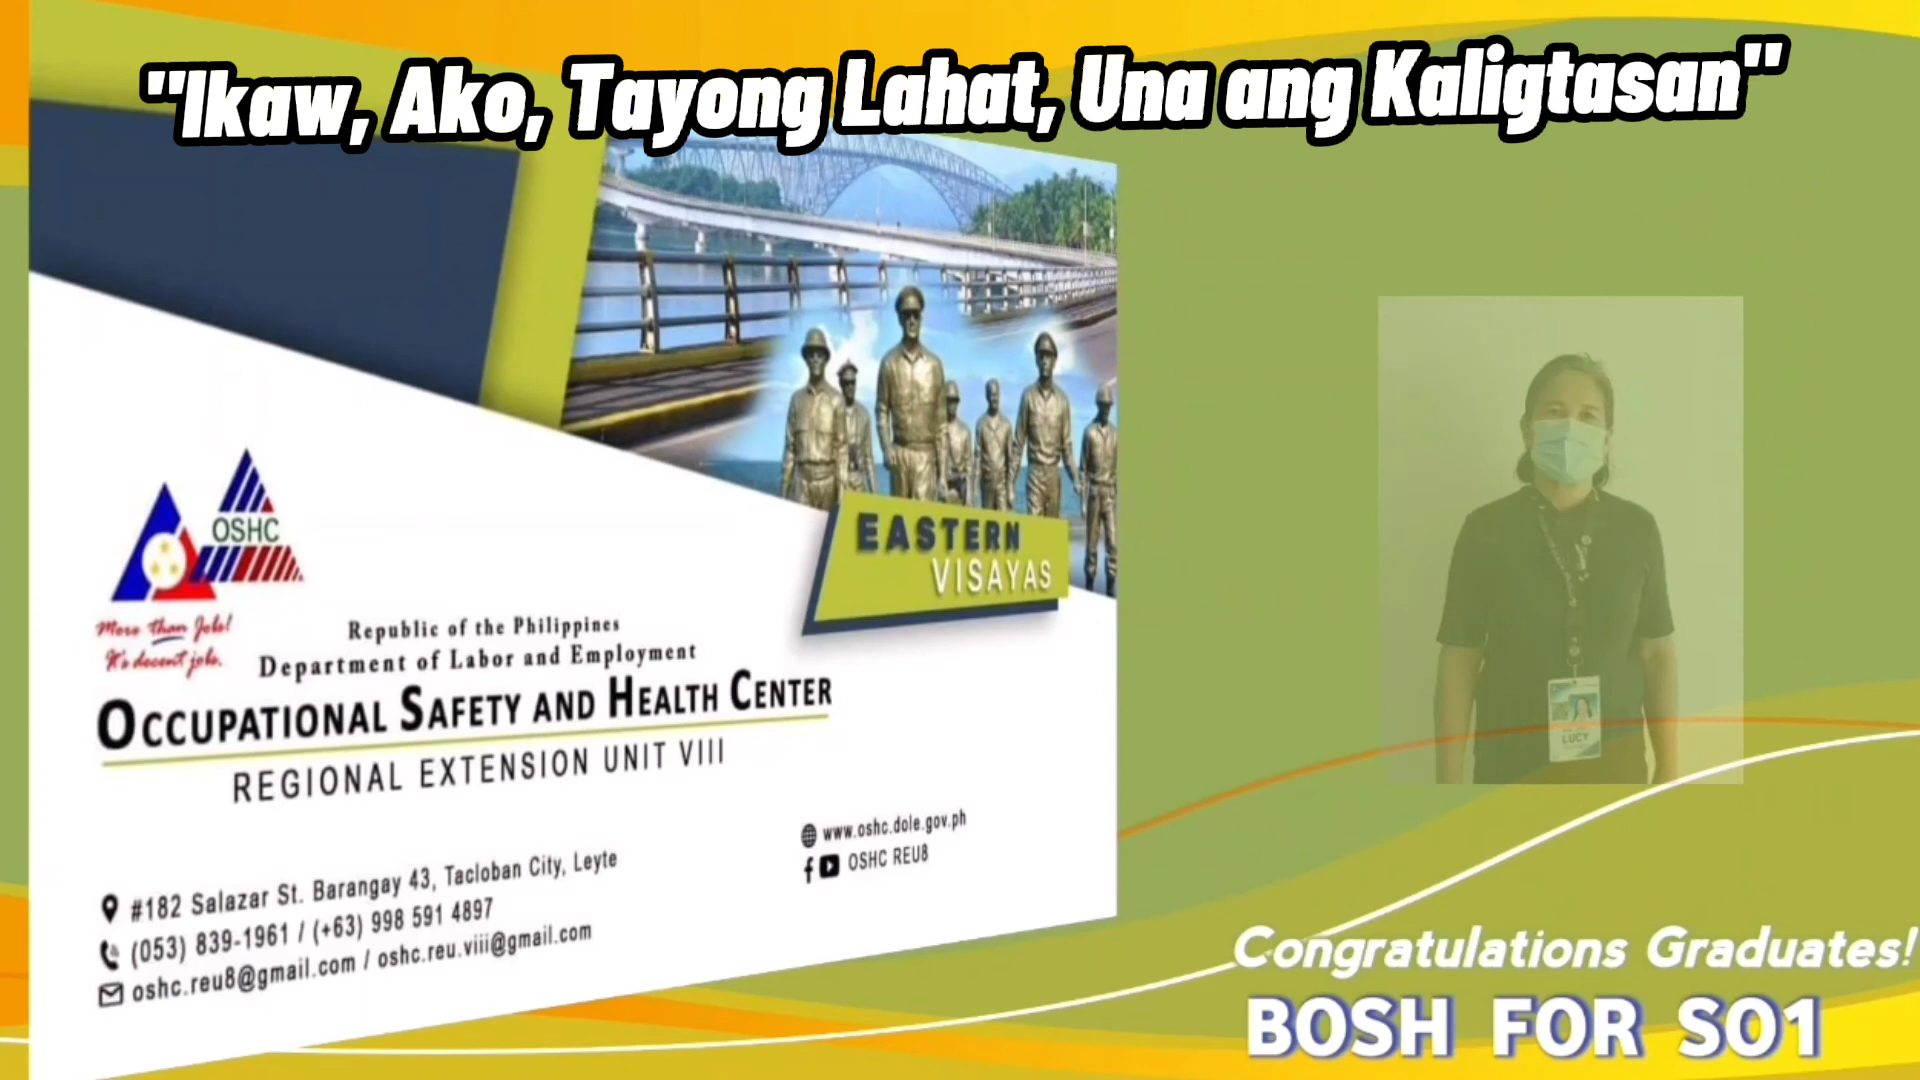 "Ikaw, Ako, Tayong Lahat, Una ang Kaligtasan"
EASTERN
VISAYAS
OSHC
More than Jobs!
It's decent jobs.
Republic of the Philippines
Department of Labor and Employment
OCCUPATIONAL SAFETY AND HEALTH CENTER
REGIONAL EXTENSION UNIT VIII
www.oshc.dole.gov.ph
OSHC REU8
#182 Salazar St. Barangay 43, Tacloban City, Leyte
(053) 839-1961 / (+63) 998 591 4897
oshc.reu8@gmail.com / oshc.reu.viii@gmail.com
LUCY
Congratulations Graduates!
BOSH FOR SO1